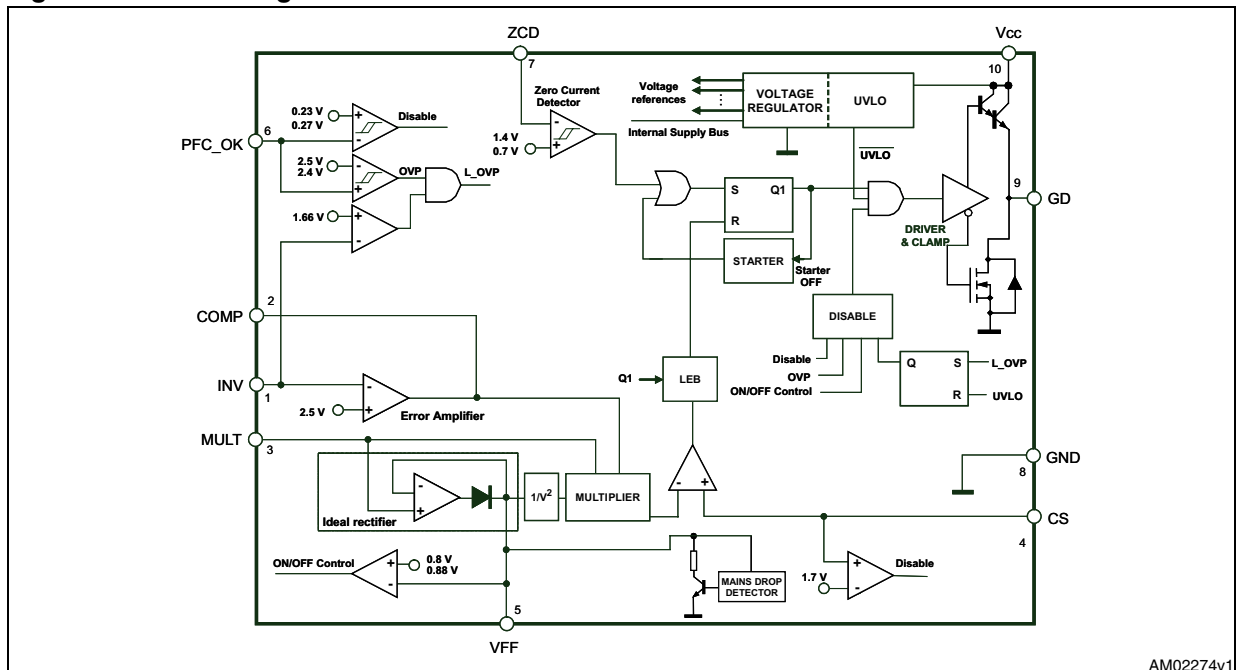 ZCD
Vcc
7
10
Zero Current
Detector
Voltage
references
VOLTAGE
REGULATOR
UVLO
Internal Supply Bus
0.23 V
0.27 V
+
-
Disable
6
PFC_OK
2.5 V
2.4 V
-
+
OVP
L_OVP
1.66 V
+
-
-
+
1.4 V
0.7 V
UVLO
S
Q1
R
9
GD
DRIVER
& CLAMP
STARTER
Starter
OFF
2
COMP
DISABLE
Disable
OVP
ON/OFF Control
Q
S
R
L_OVP
UVLO
Q1
LEB
INV
1
-
+
2.5 V
Error Amplifier
MULT
3
GND
8
-
+
Ideal rectifier
1/V²
MULTIPLIER
-
+
CS
4
ON/OFF Control
+
-
0.8 V
0.88 V
MAINS DROP
DETECTOR
1.7 V
+
-
Disable
5
VFF
AM02274v1